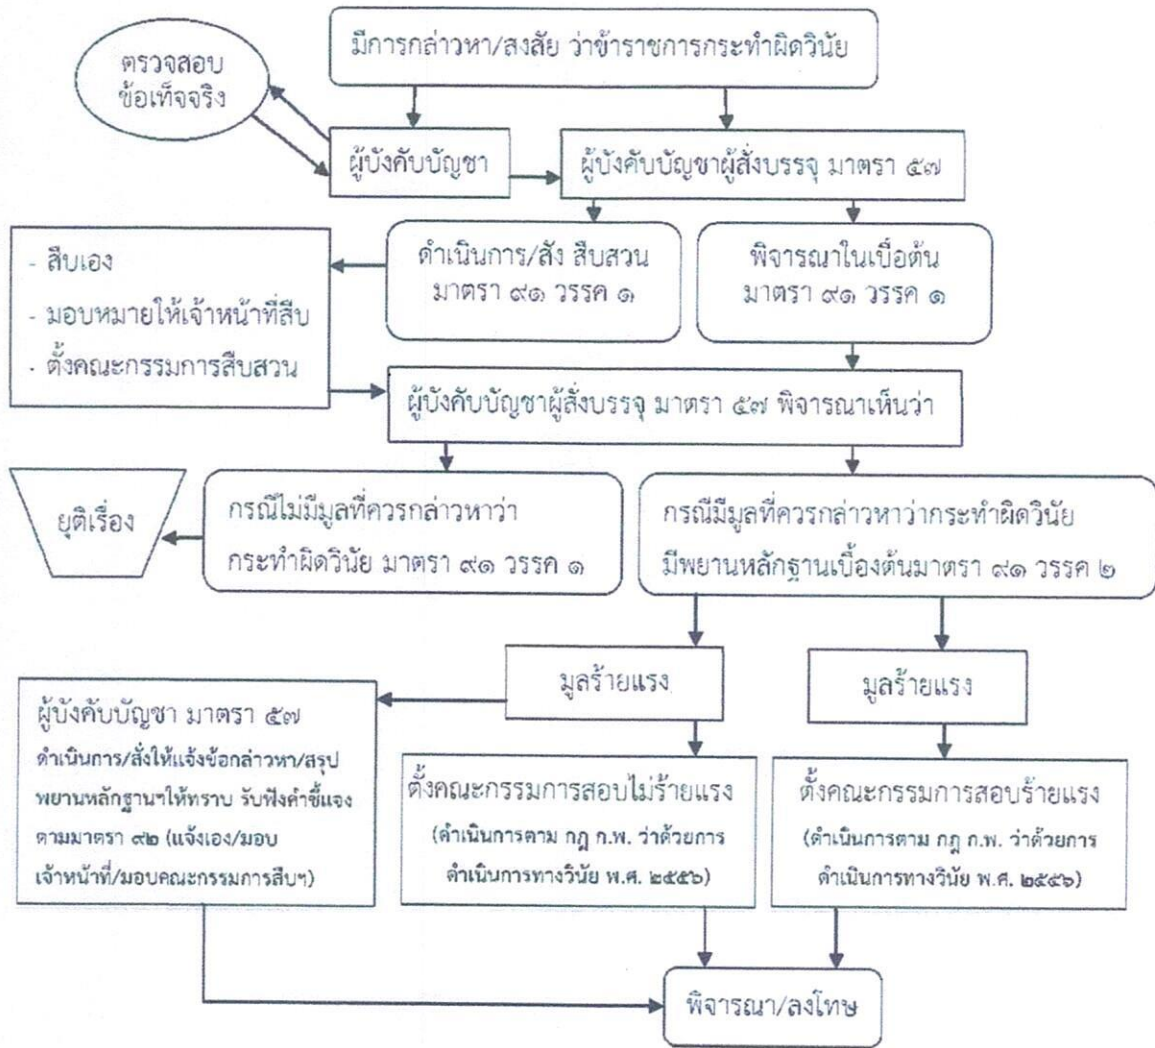 มีการกล่าวหา/สงสัย ว่าข้าราชการกระทำผิดวินัย
ตรวจสอบ
ข้อเท็จจริง
ผู้บังคับบัญชา
ผู้บังคับบัญชาผู้สั่งบรรจุ มาตรา ๕๗
- สืบเอง
- มอบหมายให้เจ้าหน้าที่สืบ
- ตั้งคณะกรรมการสืบสวน
ดำเนินการ/สั่ง สืบสวน
มาตรา ๙๑ วรรค ๑
พิจารณาในเบื่อต้น
มาตรา ๙๑ วรรค ๑
ผู้บังคับบัญชาผู้สั่งบรรจุ มาตรา ๕๗ พิจารณาเห็นว่า
ยุติเรื่อง
กรณีไม่มีมูลที่ควรกล่าวหาว่า
กระทำผิดวินัย มาตรา ๙๑ วรรค ๑
กรณีมีมูลที่ควรกล่าวหาว่ากระทำผิดวินัย
มีพยานหลักฐานเบื้องต้นมาตรา ๙๑ วรรค ๒
มูลร้ายแรง
มูลร้ายแรง
ผู้บังคับบัญชา มาตรา ๕๗
ดำเนินการ/สั่งให้แจ้งข้อกล่าวหา/สรุป
พยานหลักฐานฯให้ทราบ รับฟังคำชี้แจง
ตามมาตรา ๙๒ (แจ้งเอง/มอบ
เจ้าหน้าที่/มอบคณะกรรมการสืบฯ)
ตั้งคณะกรรมการสอบไม่ร้ายแรง
(ดำเนินการตาม กฎ ก.พ. ว่าด้วยการ
ดำเนินการทางวินัย พ.ศ. ๒๕๕๖)
ตั้งคณะกรรมการสอบร้ายแรง
(ดำเนินการตาม กฎ ก.พ. ว่าด้วยการ
ดำเนินการทางวินัย พ.ศ. ๒๕๕๖)
พิจารณา/ลงโทษ